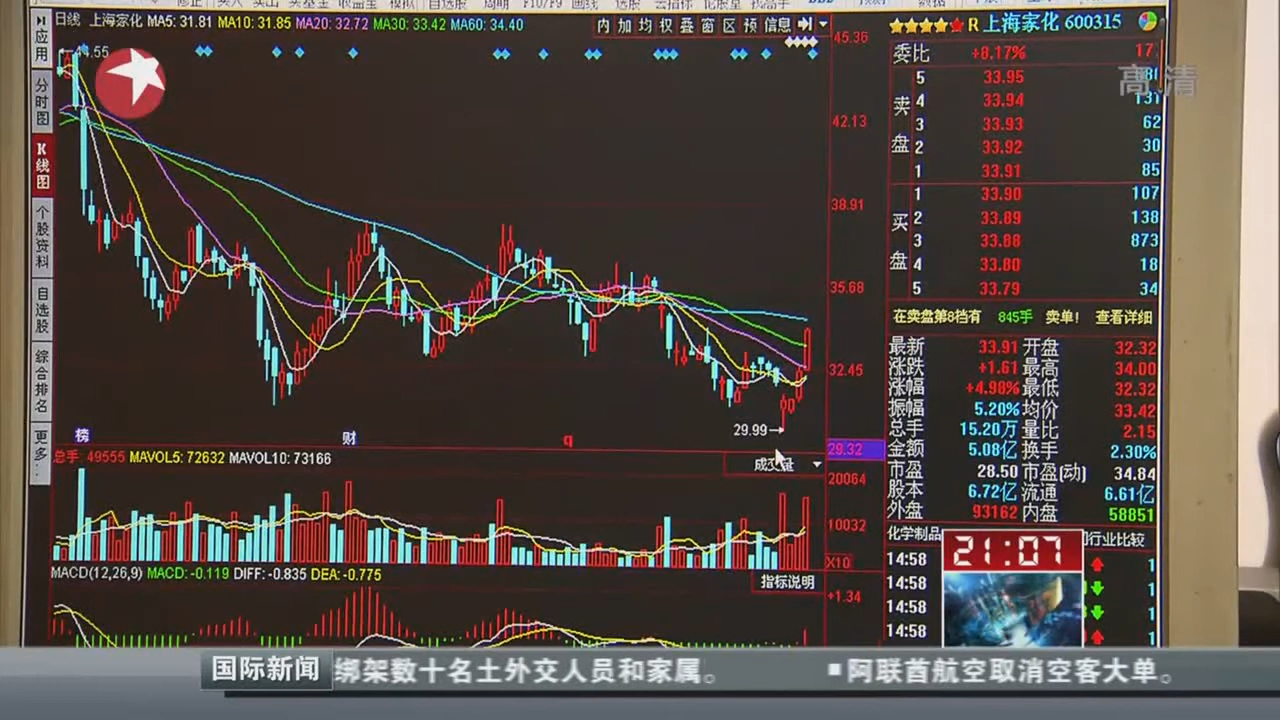 日线 上海家化 MA5: 31.81 MA10: 31.85 MA20: 32.72 MA30: 33.42 MA60: 34.40
内 加 均 权 叠 窗 区 预 信息
R 上海家化 600315
高清
应用
分时图
K线图
个股资料
自选股
综合排名
更多
45.36
42.13
38.91
35.68
32.45
29.32
29.99
榜
财
q
委比 +8.17% 17
卖盘
5 33.95
4 33.94 131
3 33.93 62
2 33.92 30
1 33.91 85
买盘
1 33.90 107
2 33.89 138
3 33.88 873
4 33.80 18
5 33.79 34
在卖盘第8档有 845手 卖单! 查看详细
最新 33.91 开盘 32.32
涨跌 +1.61 最高 34.00
涨幅 +4.98% 最低 32.32
振幅 5.20% 均价 33.42
总手 15.20万 量比 2.15
金额 5.08亿 换手 2.30%
市盈 28.50 市盈(动) 34.84
股本 6.72亿 流通 6.61亿
外盘 93162 内盘 58851
化学制品
行业比较
14:58 1
14:58 1
14:58 1
14:58 1
总手: 49555 MAVOL5: 72632 MAVOL10: 73166
20064
10032
X10
MACD(12,26,9) MACD: -0.119 DIFF: -0.835 DEA: -0.775
指标说明
+1.34
21:07
国际新闻 绑架数十名土外交人员和家属。 ■阿联酋航空取消空客大单。